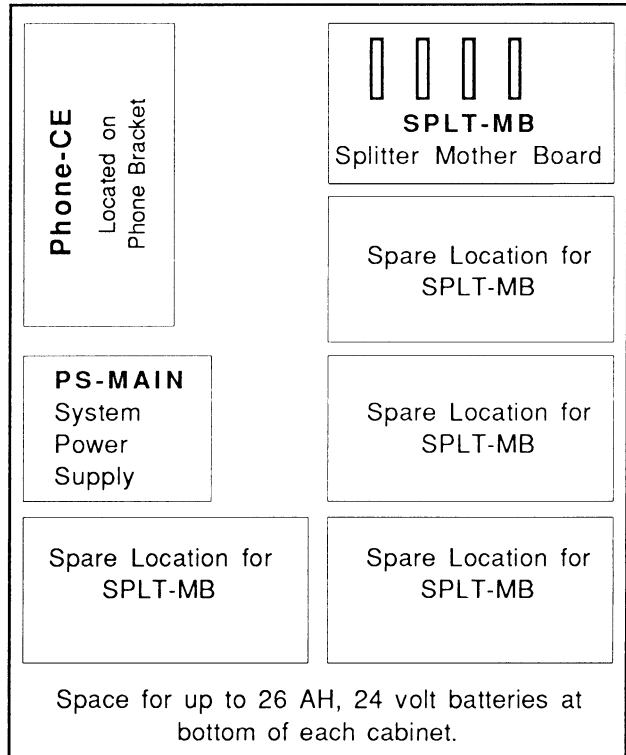 Phone-CE
Located on
Phone Bracket
SPLT-MB
Splitter Mother Board
Spare Location for
SPLT-MB
PS-MAIN
System
Power
Supply
Spare Location for
SPLT-MB
Spare Location for
SPLT-MB
Spare Location for
SPLT-MB
Space for up to 26 AH, 24 volt batteries at
bottom of each cabinet.